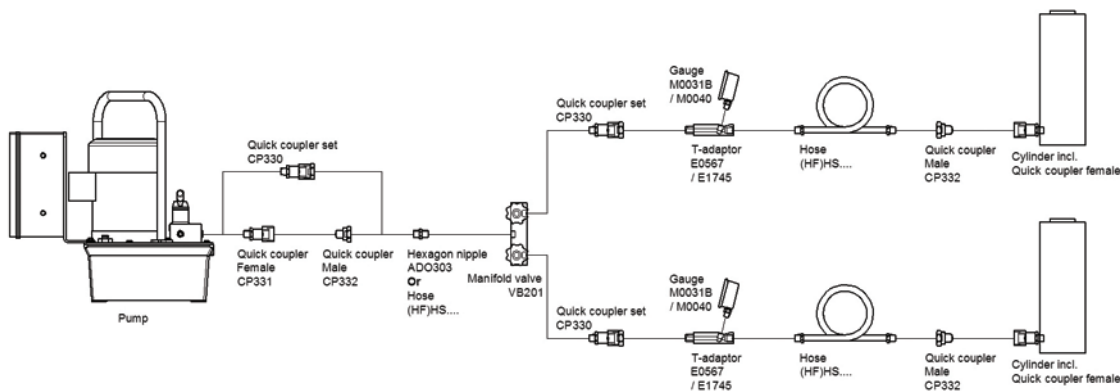 Pump
Quick coupler set
CP330
Quick coupler
Female
CP331
Quick coupler
Male
CP332
Hexagon nipple
ADO303
Or
Hose
(HF)HS....
Manifold valve
VB201
Quick coupler set
CP330
Gauge
M0031B
/ M0040
T-adaptor
E0567
/ E1745
Hose
(HF)HS....
Quick coupler
Male
CP332
Cylinder incl.
Quick coupler female
Quick coupler set
CP330
Gauge
M0031B
/ M0040
T-adaptor
E0567
/ E1745
Hose
(HF)HS....
Quick coupler
Male
CP332
Cylinder incl.
Quick coupler female